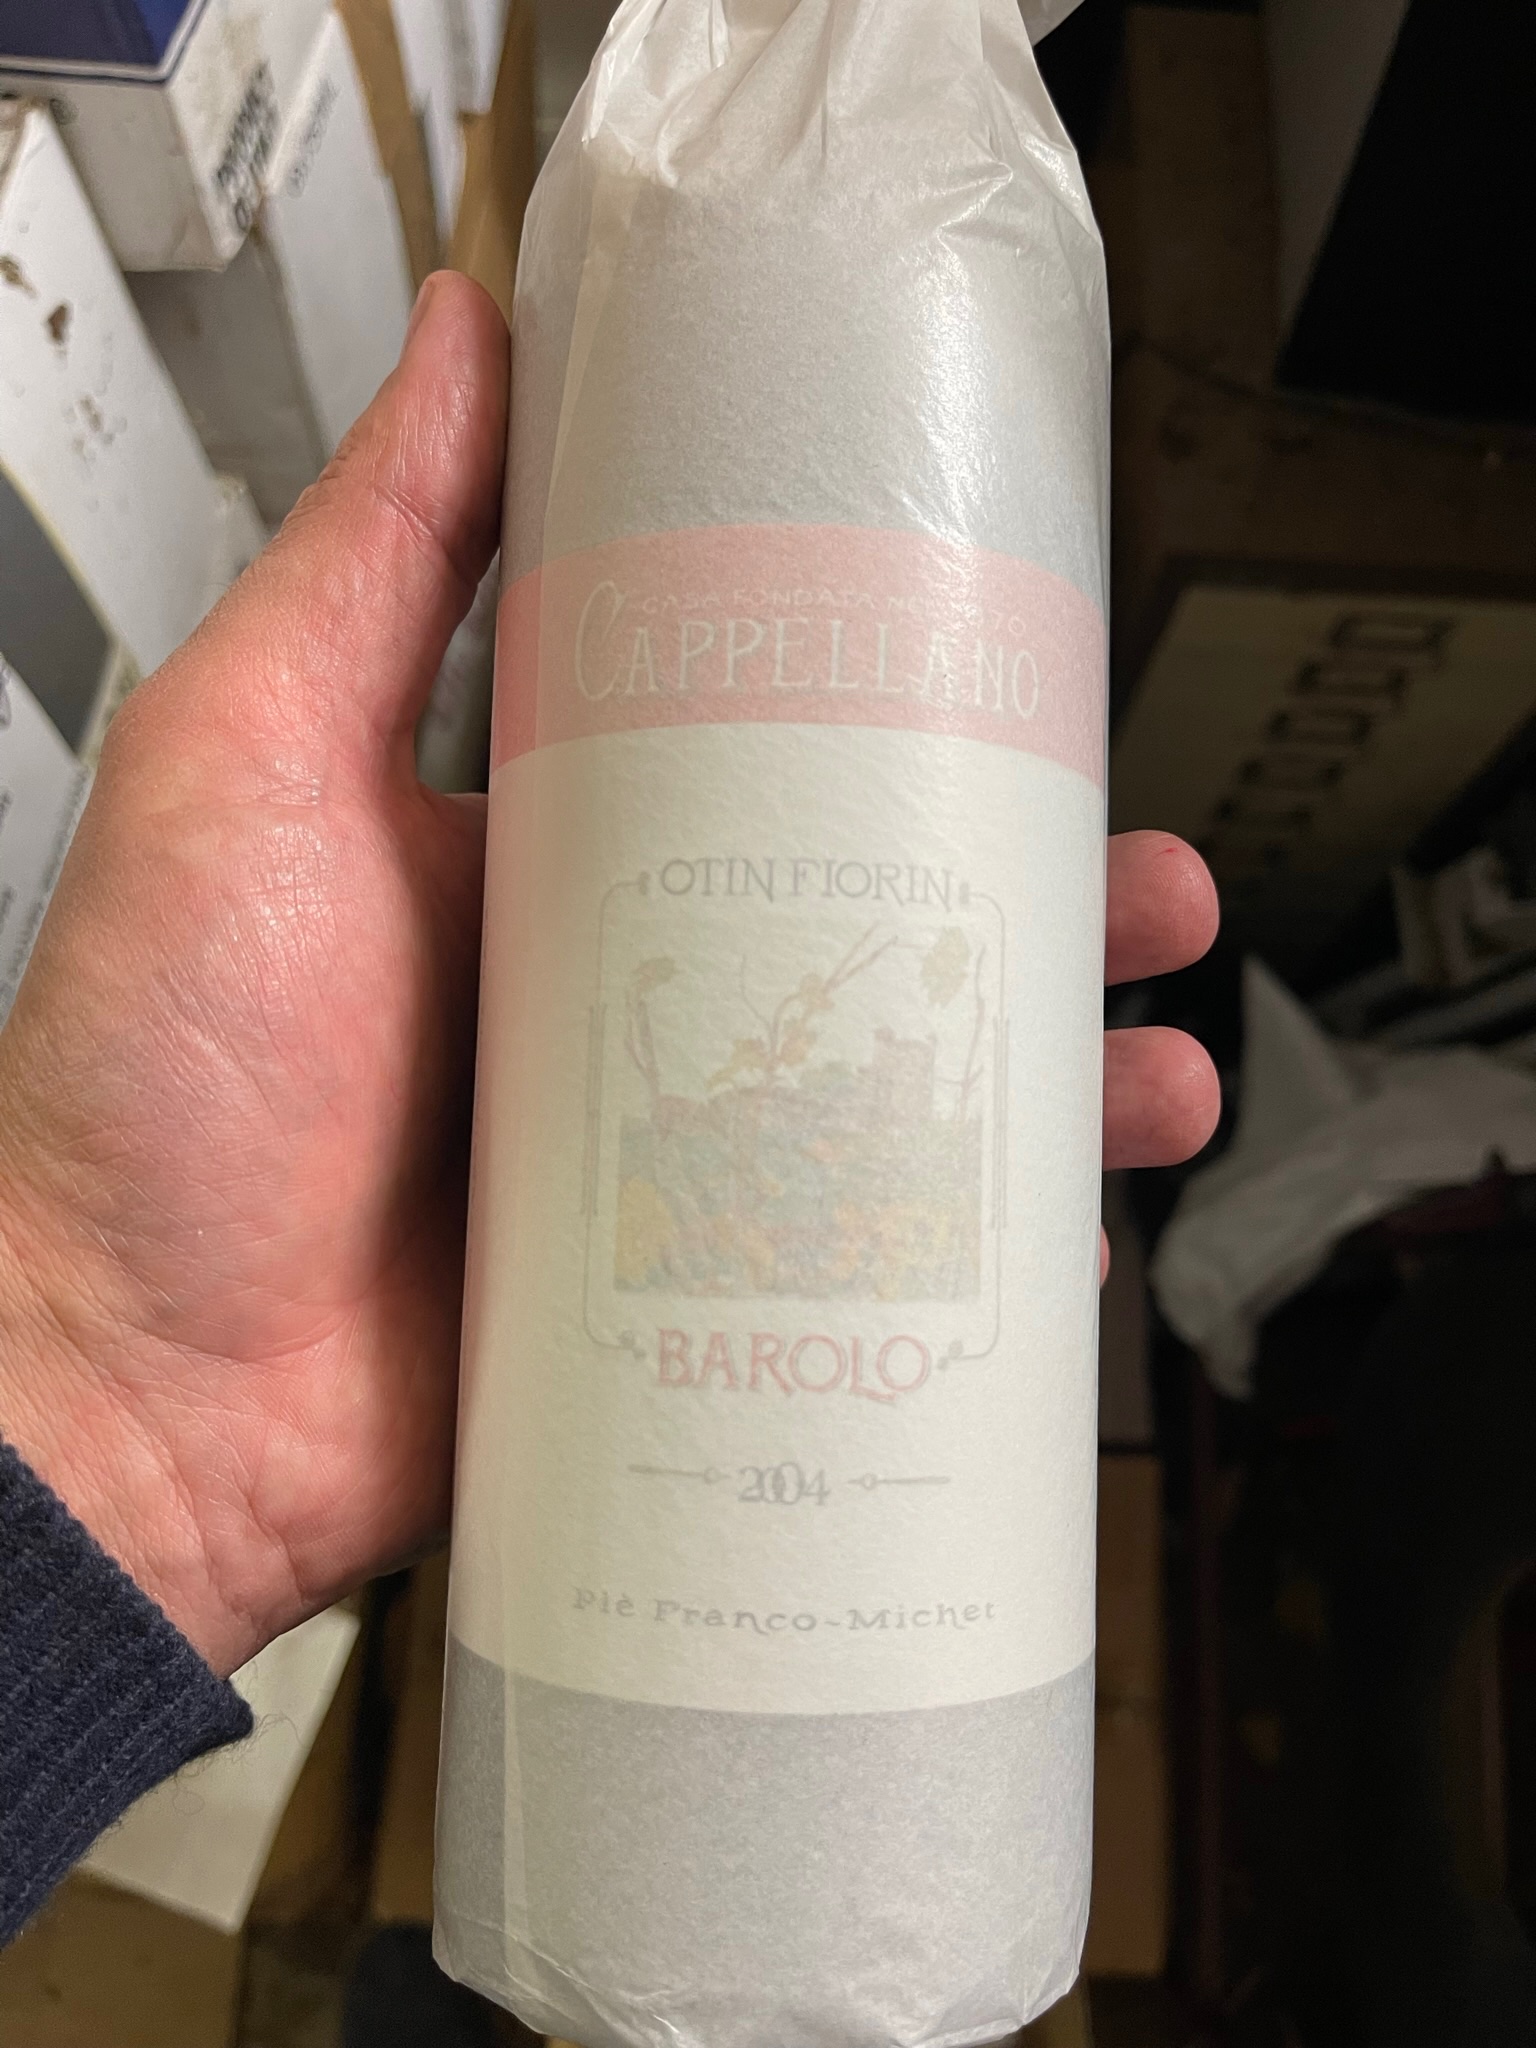 CASA FONDATA NEL 1870
CAPPELLANO
OTIN FIORIN
BAROLO
2004
Piè Franco-Michet